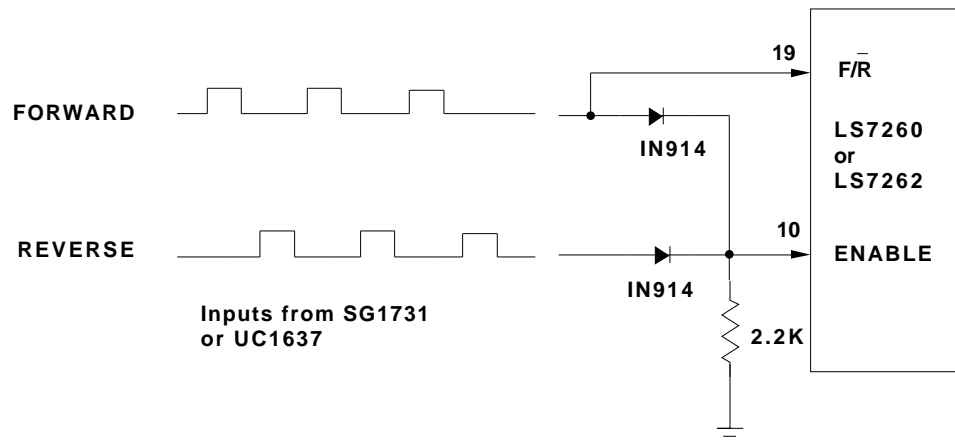 19
F/R̅
FORWARD
IN914
LS7260
or
LS7262
REVERSE
10
ENABLE
IN914
Inputs from SG1731
or UC1637
2.2K